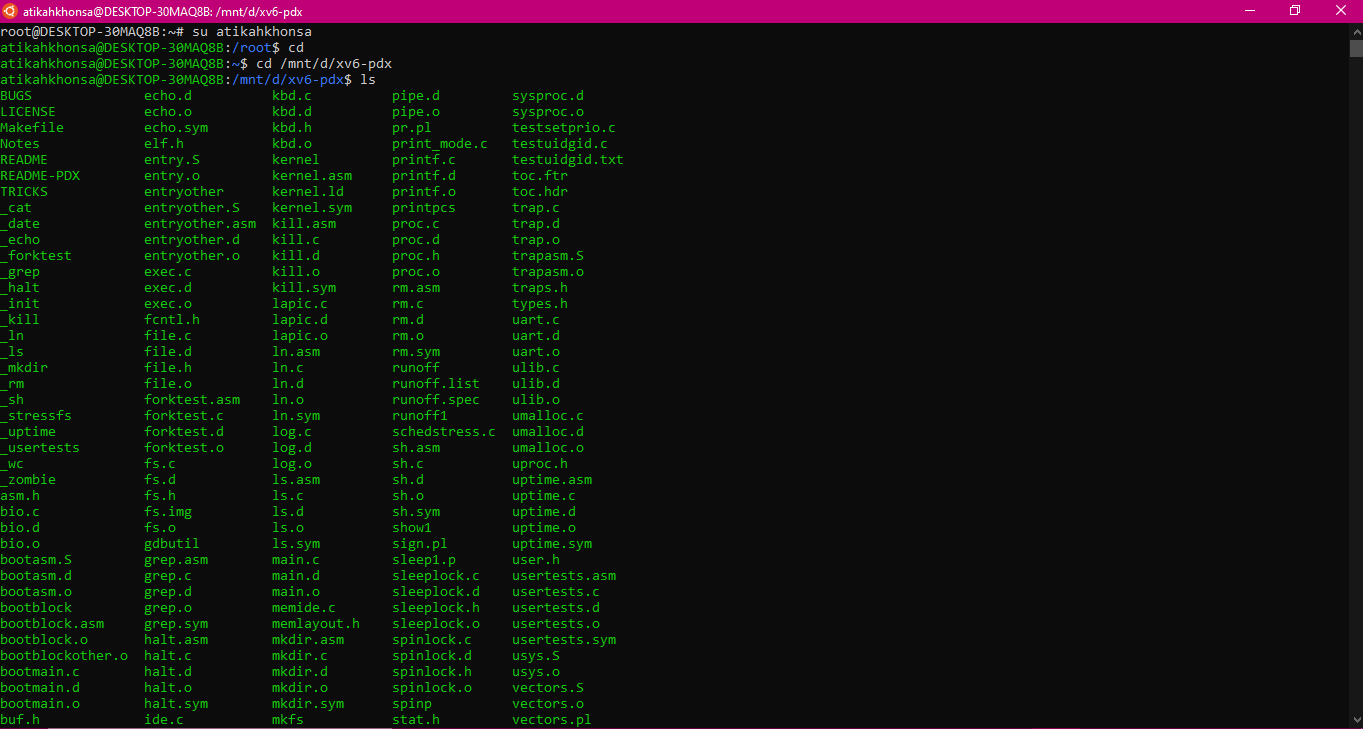 atikahkhonsa@DESKTOP-30MAQ8B: /mnt/d/xv6-pdx
root@DESKTOP-30MAQ8B:~# su atikahkhonsa
atikahkhonsa@DESKTOP-30MAQ8B:/root$ cd
atikahkhonsa@DESKTOP-30MAQ8B:~$ cd /mnt/d/xv6-pdx
atikahkhonsa@DESKTOP-30MAQ8B:/mnt/d/xv6-pdx$ ls
BUGS echo.d kbd.c pipe.d sysproc.d
LICENSE echo.o kbd.d pipe.o sysproc.o
Makefile echo.sym kbd.h pr.pl testsetprio.c
Notes elf.h kbd.o print_mode.c testuidgid.c
README entry.S kernel printf.c testuidgid.txt
README-PDX entry.o kernel.asm printf.d toc.ftr
TRICKS entryother kernel.ld printf.o toc.hdr
_cat entryother.S kernel.sym printpcs trap.c
_date entryother.asm kill.asm proc.c trap.d
_echo entryother.d kill.c proc.d trap.o
_forktest entryother.o kill.d proc.h trapasm.S
_grep exec.c kill.o proc.o trapasm.o
_halt exec.d kill.sym rm.asm traps.h
_init exec.o lapic.c rm.c types.h
_kill fcntl.h lapic.d rm.d uart.c
_ln file.c lapic.o rm.o uart.d
_ls file.d ln.asm rm.sym uart.o
_mkdir file.h ln.c runoff ulib.c
_rm file.o ln.d runoff.list ulib.d
_sh forktest.asm ln.o runoff.spec ulib.o
_stressfs forktest.c ln.sym runoff1 umalloc.c
_uptime forktest.d log.c schedstress.c umalloc.d
_usertests forktest.o log.d sh.asm umalloc.o
_wc fs.c log.o sh.c uproc.h
_zombie fs.d ls.asm sh.d uptime.asm
asm.h fs.h ls.c sh.o uptime.c
bio.c fs.img ls.d sh.sym uptime.d
bio.d fs.o ls.o show1 uptime.o
bio.o gdbutil ls.sym sign.pl uptime.sym
bootasm.S grep.asm main.c sleep1.p user.h
bootasm.d grep.c main.d sleeplock.c usertests.asm
bootasm.o grep.d main.o sleeplock.d usertests.c
bootblock grep.o memide.c sleeplock.h usertests.d
bootblock.asm grep.sym memlayout.h sleeplock.o usertests.o
bootblock.o halt.asm mkdir.asm spinlock.c usertests.sym
bootblockother.o halt.c mkdir.c spinlock.d usys.S
bootmain.c halt.d mkdir.d spinlock.h usys.o
bootmain.d halt.o mkdir.o spinlock.o vectors.S
bootmain.o halt.sym mkdir.sym spinp vectors.o
buf.h ide.c mkfs stat.h vectors.pl